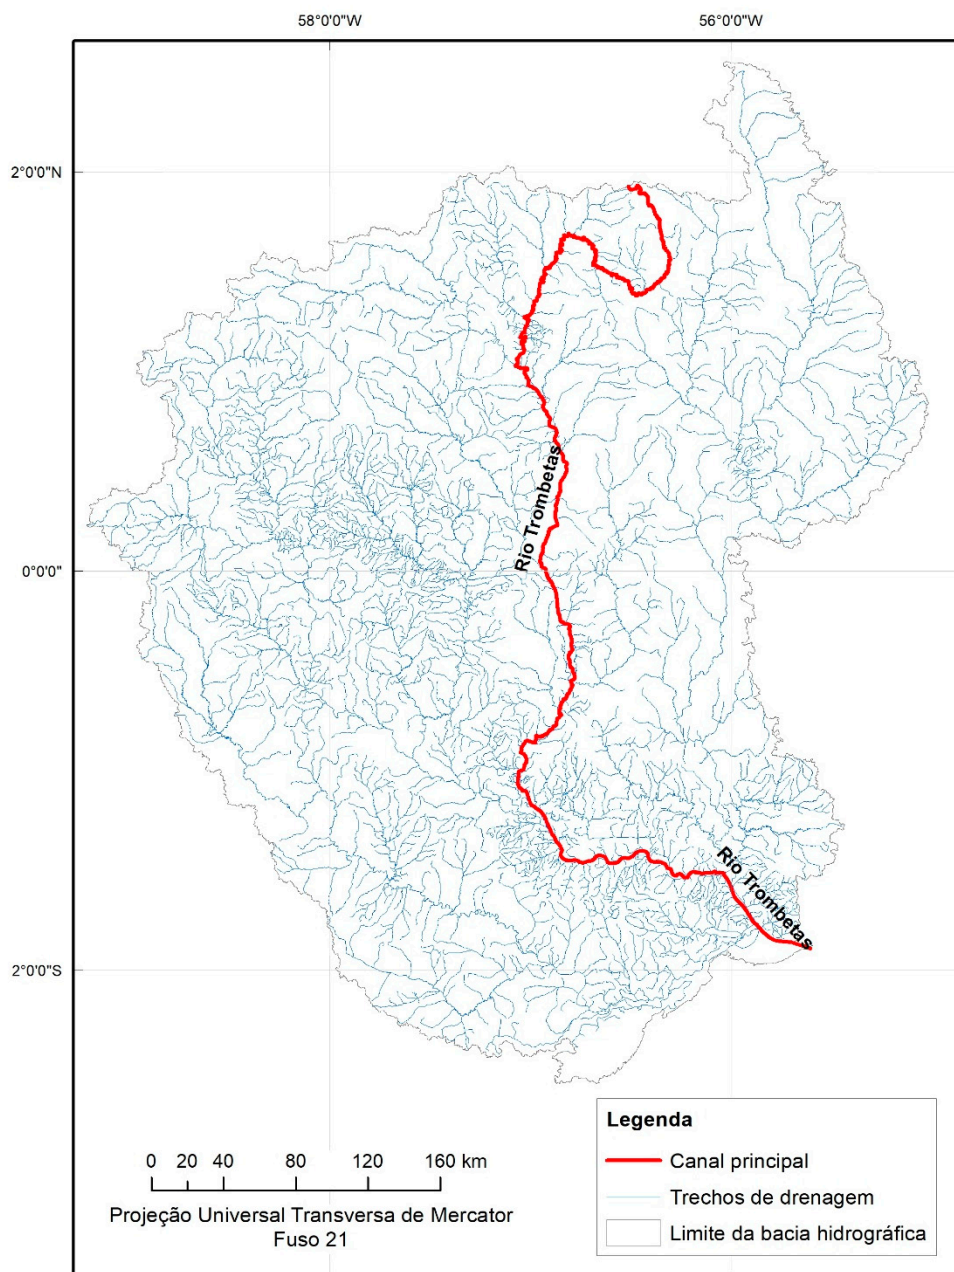 58°0'0"W 56°0'0"W
2°0'0"N
Rio Trombetas
0°0'0"
Rio Trombetas
2°0'0"S
Legenda
0 20 40 80 120 160 km
Canal principal
Trechos de drenagem
Projeção Universal Transversa de Mercator
Fuso 21
Limite da bacia hidrográfica